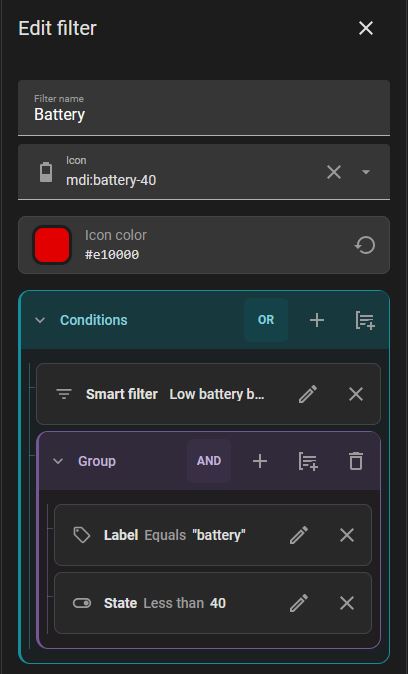 Edit filter
Filter name
Battery
Icon
mdi:battery-40
Icon color
#e10000
Conditions OR
Smart filter Low battery b...
Group AND
Label Equals "battery"
State Less than 40